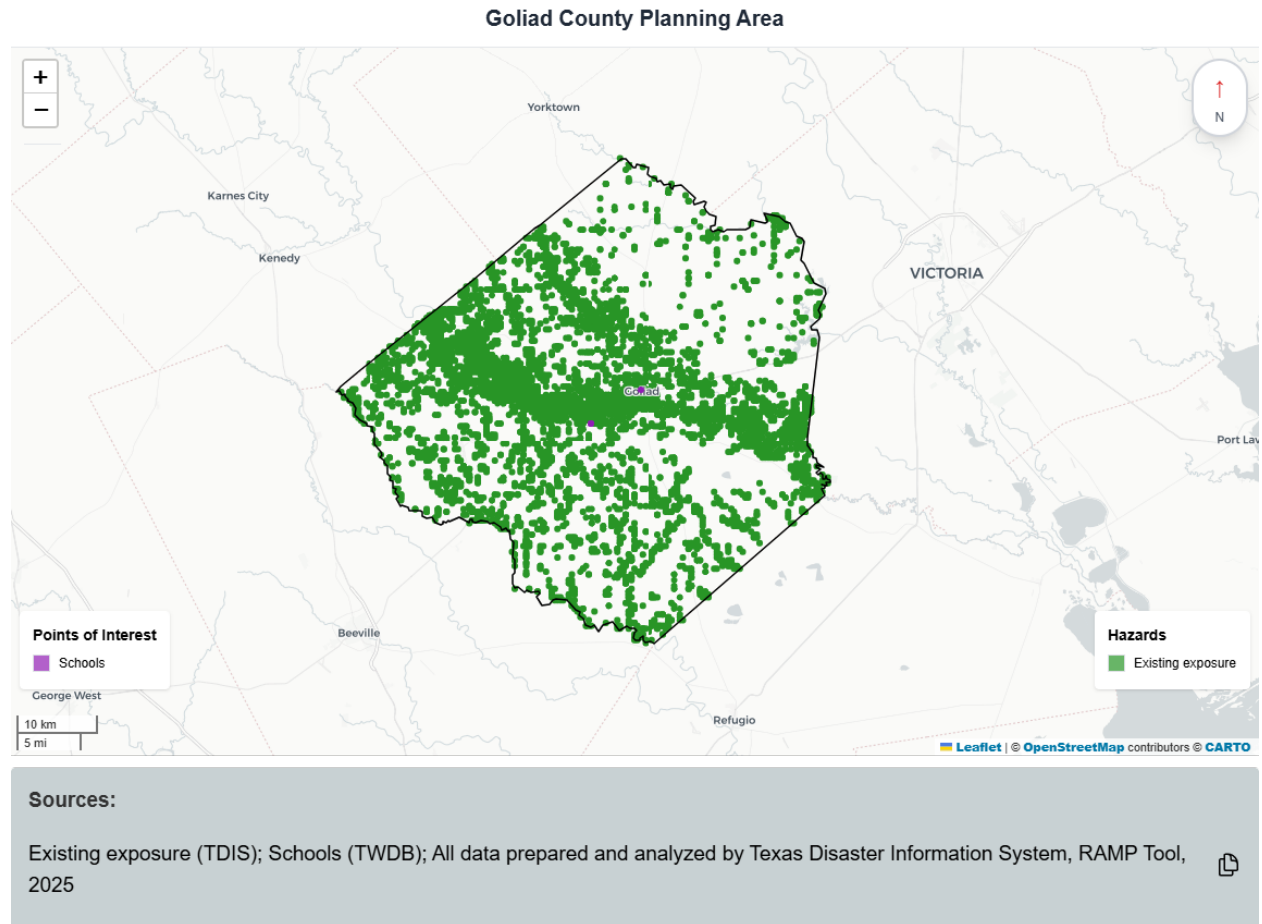 Goliad County Planning Area
+
−
↑
N
Yorktown
Karnes City
Kenedy
VICTORIA
Goliad
Port Lav
Points of Interest
Schools
Hazards
Existing exposure
Beeville
George West
Refugio
10 km
5 mi
Leaflet | © OpenStreetMap contributors © CARTO
Sources:
Existing exposure (TDIS); Schools (TWDB); All data prepared and analyzed by Texas Disaster Information System, RAMP Tool,
2025